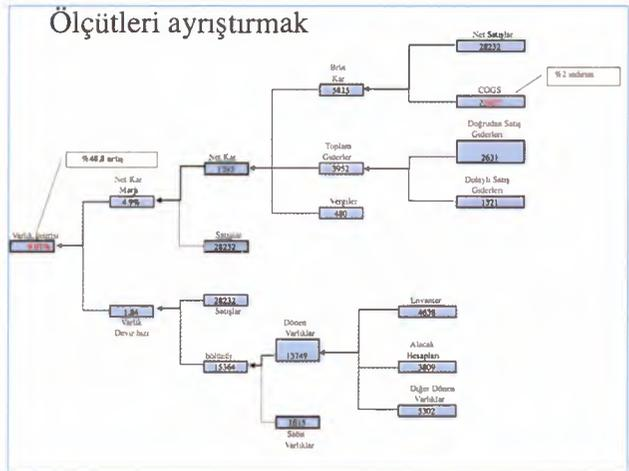 Ölçütleri ayrıştırmak
Net Satışlar
28232
Brüt
Kar
5825
% 2 indirim
COGS
Doğrudan Satış
Giderleri
2631
% 48,8 artış
Net Kar
Toplam
Giderler
3952
Net Kar
Marjı
4.9%
Dolaylı Satış
Giderleri
1321
Vergiler
480
Varlık
Satışlar
28232
28232
Satışlar
1.84
Varlık
Devir hızı
Dönen
Varlıklar
13749
Envanter
4638
bölünür
15364
Alacak
Hesapları
3809
Diğer Dönen
Varlıklar
5302
1615
Sabit
Varlıklar